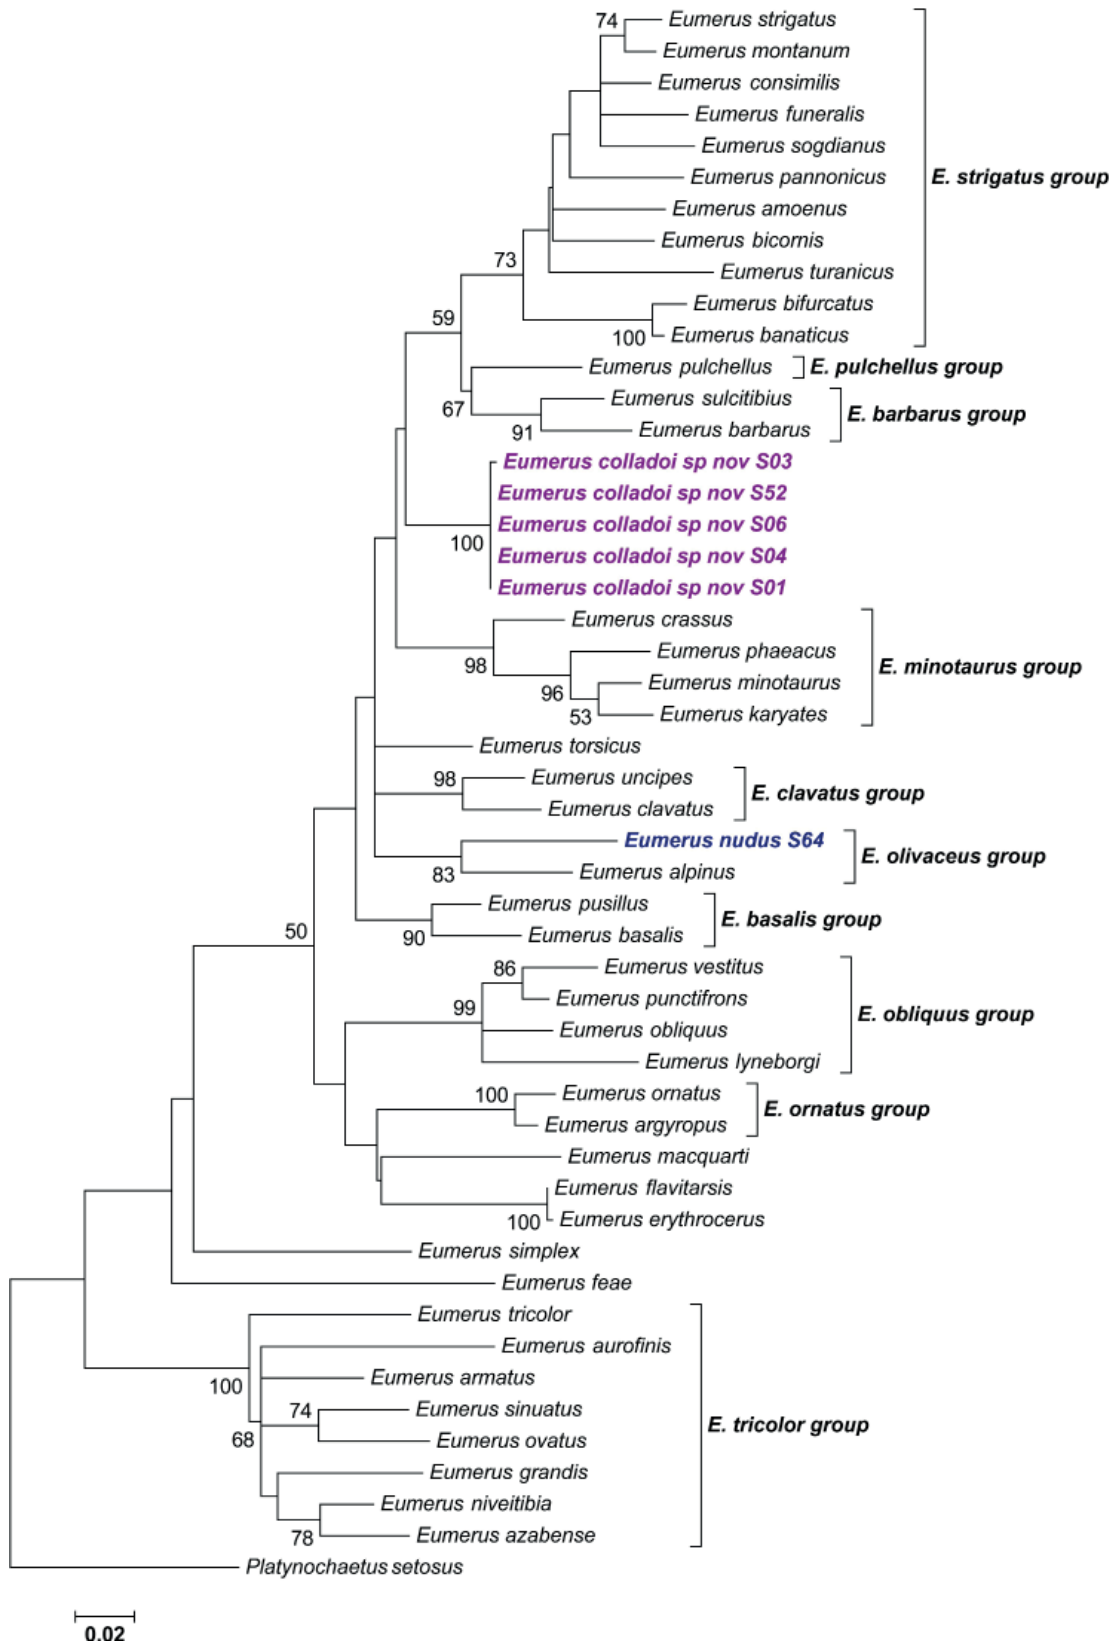 74
Eumerus strigatus
Eumerus montanum
Eumerus consimilis
Eumerus funeralis
Eumerus sogdianus
Eumerus pannonicus
E. strigatus group
Eumerus amoenus
Eumerus bicornis
73
Eumerus turanicus
Eumerus bifurcatus
59
100
Eumerus banaticus
Eumerus pulchellus
E. pulchellus group
Eumerus sulcitibius
67
E. barbarus group
91
Eumerus barbarus
Eumerus colladoi sp nov S03
Eumerus colladoi sp nov S52
Eumerus colladoi sp nov S06
100
Eumerus colladoi sp nov S04
Eumerus colladoi sp nov S01
Eumerus crassus
98
Eumerus phaeacus
E. minotaurus group
96
Eumerus minotaurus
53
Eumerus karyates
Eumerus torsicus
98
Eumerus uncipes
E. clavatus group
Eumerus clavatus
Eumerus nudus S64
E. olivaceus group
83
Eumerus alpinus
Eumerus pusillus
E. basalis group
50
90
Eumerus basalis
86
Eumerus vestitus
Eumerus punctifrons
99
E. obliquus group
Eumerus obliquus
Eumerus lyneborgi
100
Eumerus ornatus
E. ornatus group
Eumerus argyropus
Eumerus macquarti
Eumerus flavitarsis
100
Eumerus erythrocerus
Eumerus simplex
Eumerus feae
Eumerus tricolor
Eumerus aurofinis
100
Eumerus armatus
74
Eumerus sinuatus
E. tricolor group
68
Eumerus ovatus
Eumerus grandis
Eumerus niveitibia
78
Eumerus azabense
Platynochaetus setosus
0.02